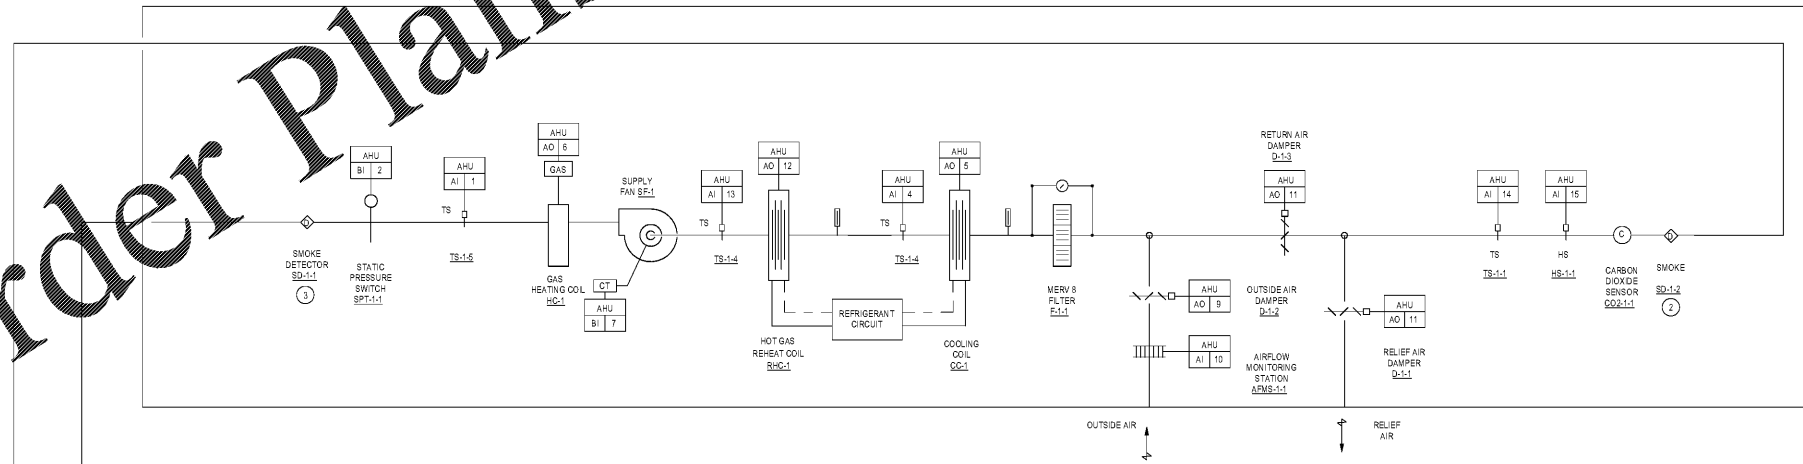 rder Plans
RETURN AIR
DAMPER
D-1-3
AHU
BI 2
AHU
AI 1
TS
AHU
AO 6
GAS
SUPPLY
FAN SF-1
AHU
AI 13
TS
AHU
AO 12
AHU
AI 4
TS
AHU
AO 5
AHU
AO 11
AHU
AI 14
AHU
AI 15
D
SMOKE
DETECTOR
SD-1-1
3
STATIC
PRESSURE
SWITCH
SPT-1-1
TS-1-5
GAS
HEATING COIL
HC-1
CT
AHU
BI 7
TS-1-4
HOT GAS
REHEAT COIL
RHC-1
REFRIGERANT
CIRCUIT
TS-1-4
COOLING
COIL
CC-1
MERV 8
FILTER
F-1-1
AHU
AO 9
OUTSIDE AIR
DAMPER
D-1-2
AHU
AI 10
AIRFLOW
MONITORING
STATION
AFMS-1-1
AHU
AO 11
RELIEF AIR
DAMPER
D-1-1
TS
TS-1-1
HS
HS-1-1
C
CARBON
DIOXIDE
SENSOR
CO2-1-1
D
SMOKE
SD-1-2
2
OUTSIDE AIR
RELIEF
AIR